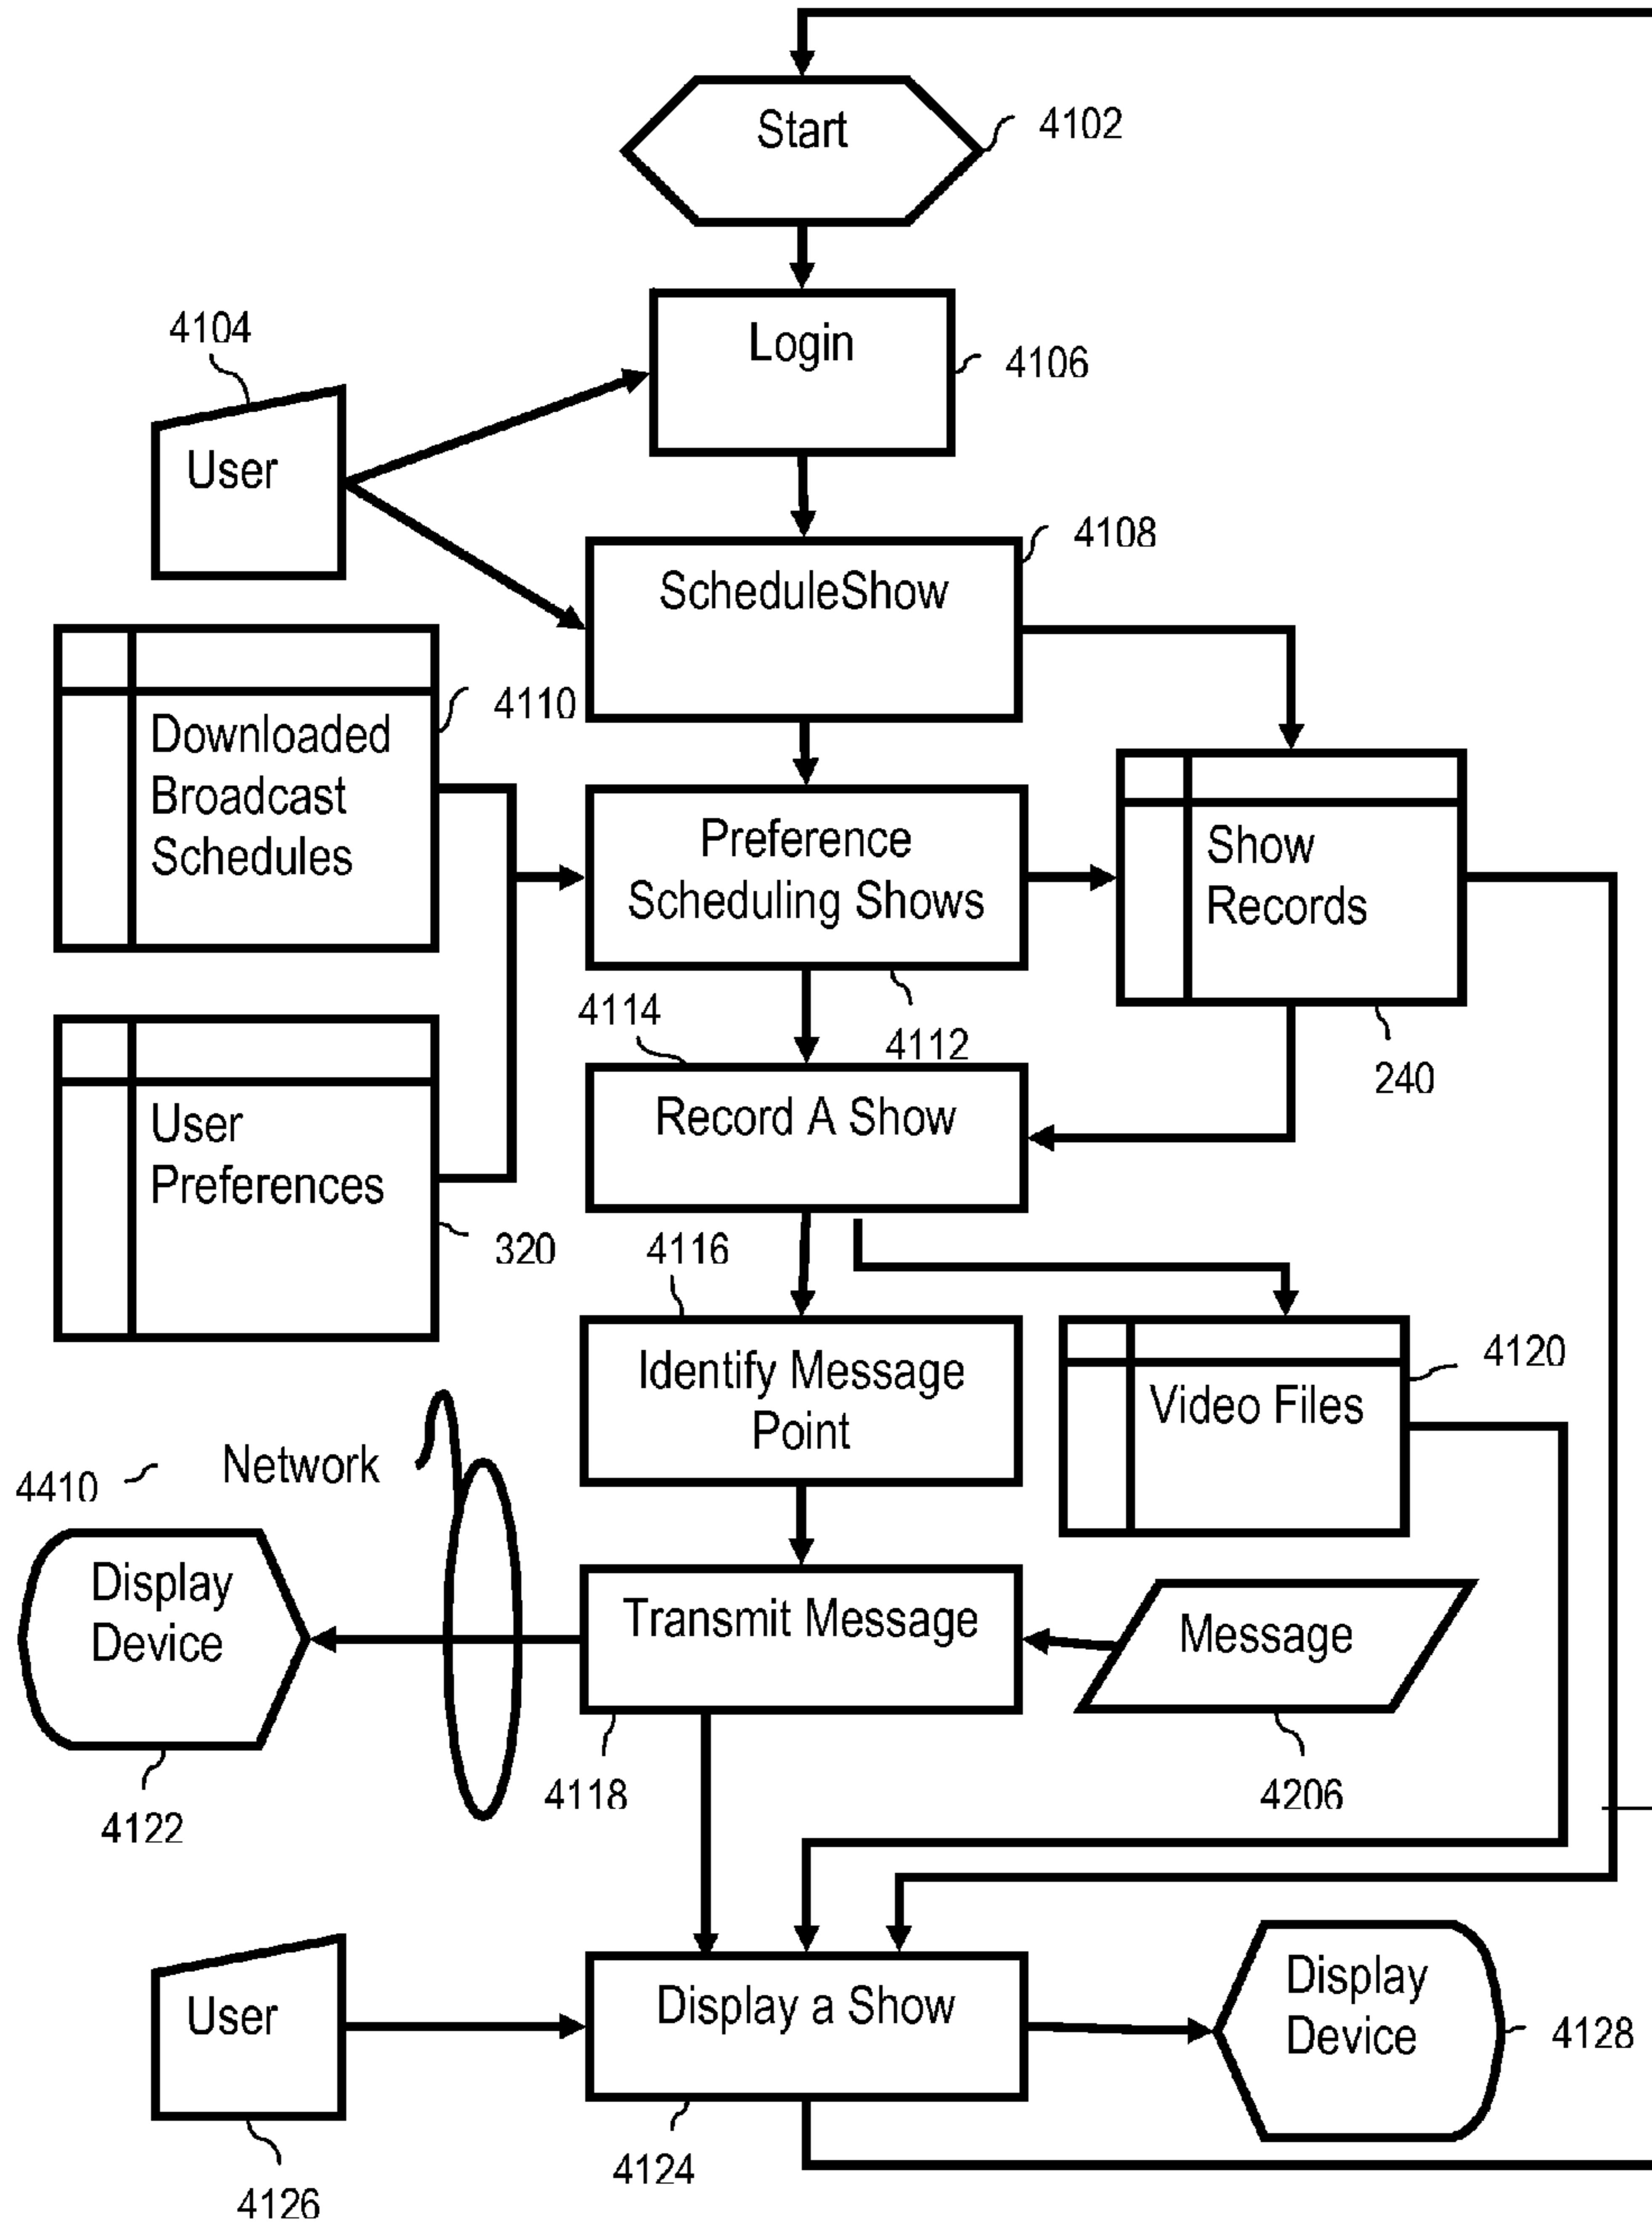 Start
4102
Login
4106
4104
User
4108
ScheduleShow
4110
Downloaded
Broadcast
Schedules
Preference
Scheduling Shows
Show
Records
4114
4112
240
User
Preferences
Record A Show
320
4116
Identify Message
Point
4120
Video Files
Network
4410
Display
Device
Transmit Message
Message
4122
4118
4206
User
Display a Show
Display
Device
4128
4124
4126